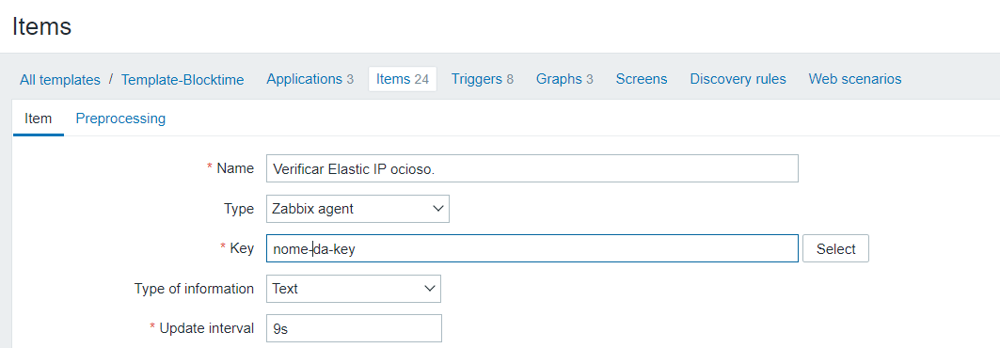 Items
All templates / Template-Blocktime Applications 3 Items 24 Triggers 8 Graphs 3 Screens Discovery rules Web scenarios
Item Preprocessing
* Name Verificar Elastic IP ocioso.
Type Zabbix agent
* Key nome-da-key Select
Type of information Text
* Update interval 9s